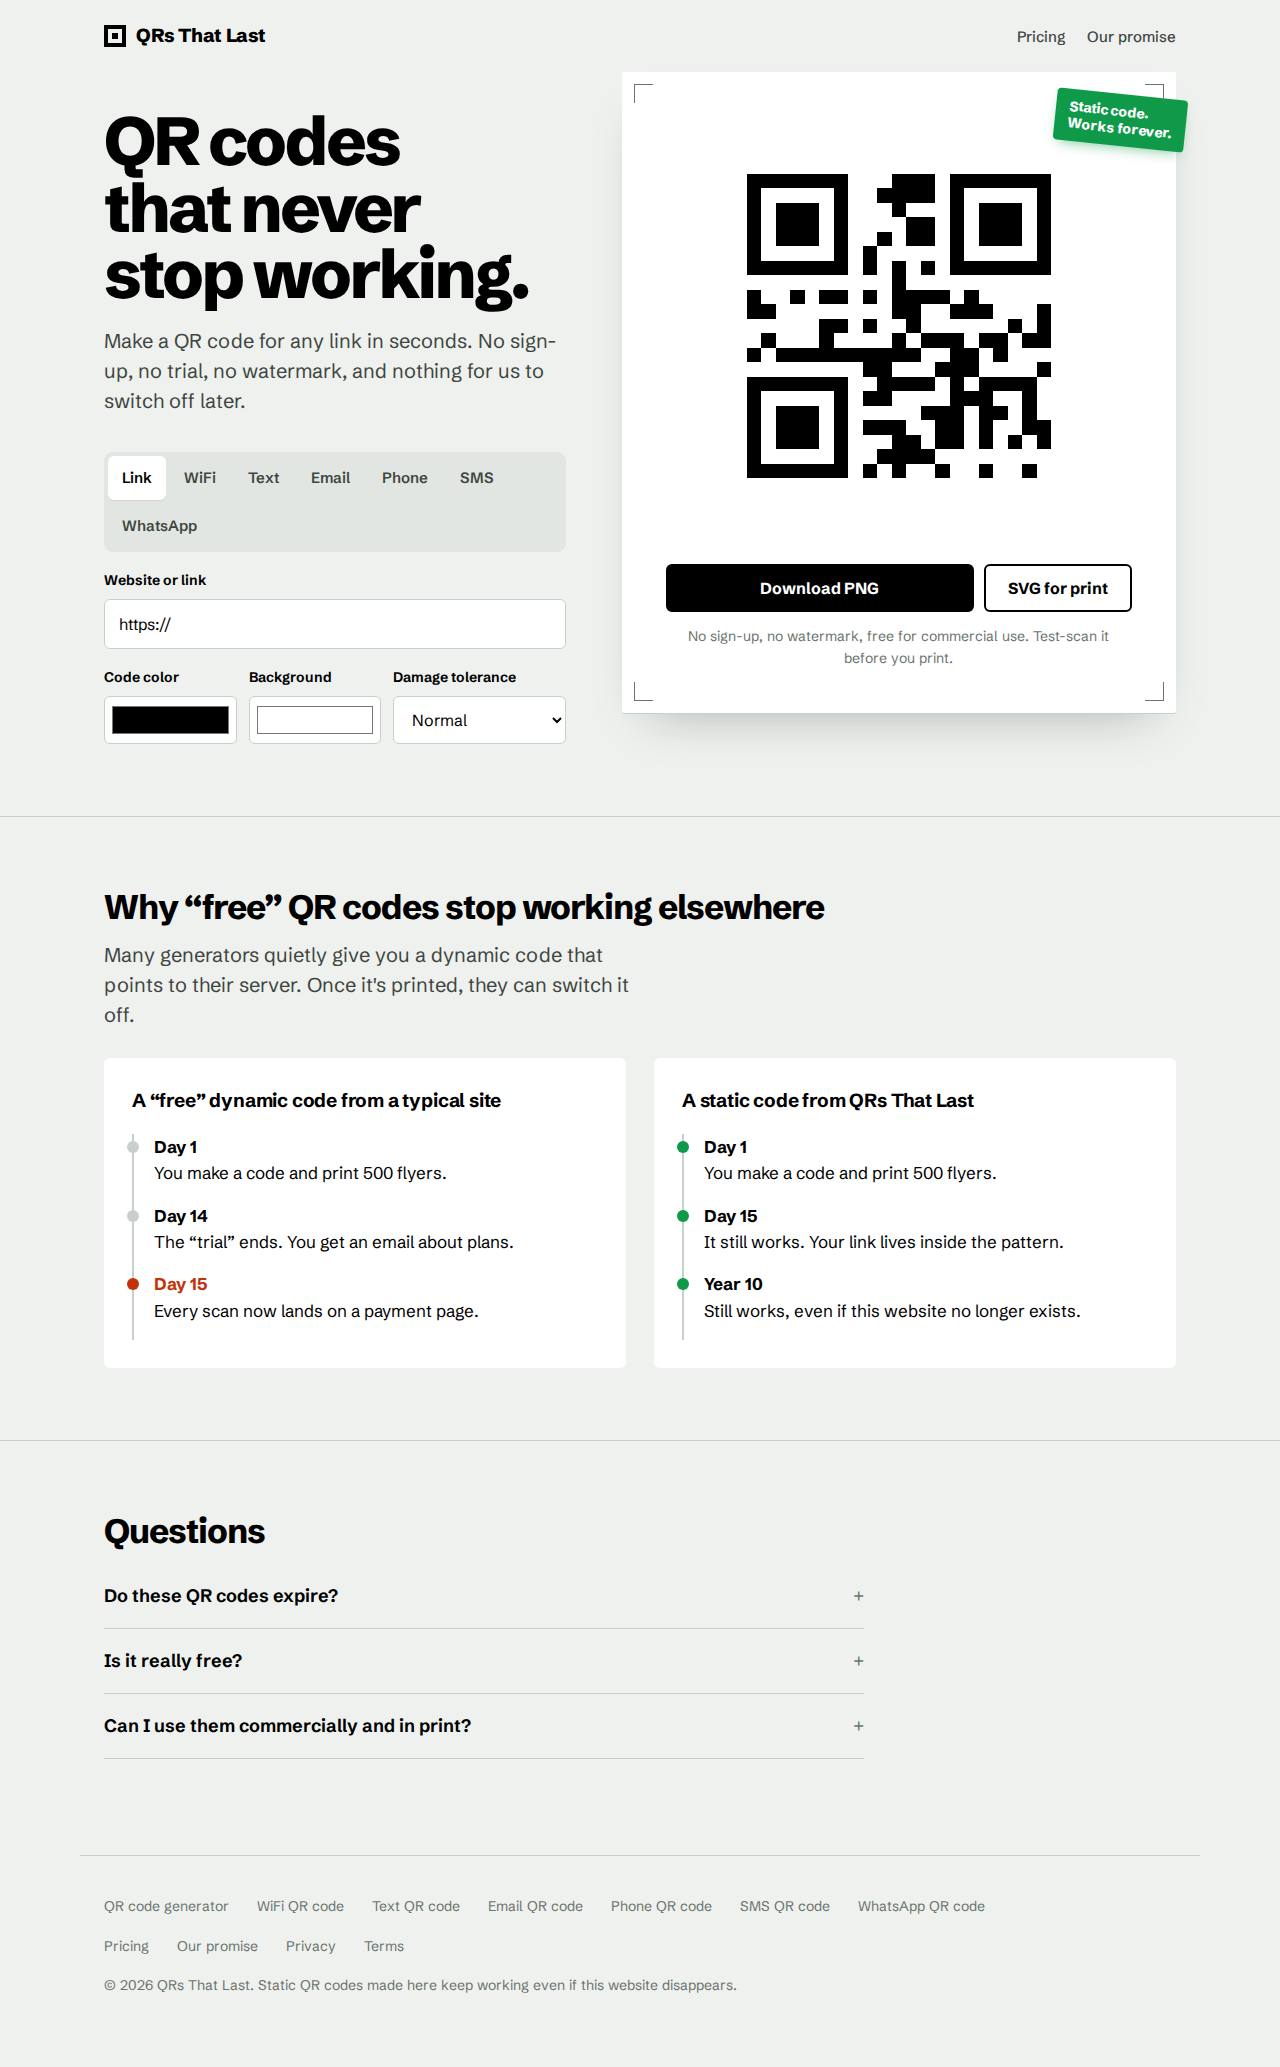 QRs That Last
Pricing
Our promise
QR codes
that never
stop working.
Make a QR code for any link in seconds. No sign-
up, no trial, no watermark, and nothing for us to
switch off later.
Link
WiFi
Text
Email
Phone
SMS
WhatsApp
Website or link
https://
Code color
Background
Damage tolerance
Normal
Static code.
Works forever.
Download PNG
SVG for print
No sign-up, no watermark, free for commercial use. Test-scan it
before you print.
Why “free” QR codes stop working elsewhere
Many generators quietly give you a dynamic code that
points to their server. Once it's printed, they can switch it
off.
A “free” dynamic code from a typical site
Day 1
You make a code and print 500 flyers.
Day 14
The “trial” ends. You get an email about plans.
Day 15
Every scan now lands on a payment page.
A static code from QRs That Last
Day 1
You make a code and print 500 flyers.
Day 15
It still works. Your link lives inside the pattern.
Year 10
Still works, even if this website no longer exists.
Questions
Do these QR codes expire? +
Is it really free? +
Can I use them commercially and in print? +
QR code generator
WiFi QR code
Text QR code
Email QR code
Phone QR code
SMS QR code
WhatsApp QR code
Pricing
Our promise
Privacy
Terms
© 2026 QRs That Last. Static QR codes made here keep working even if this website disappears.